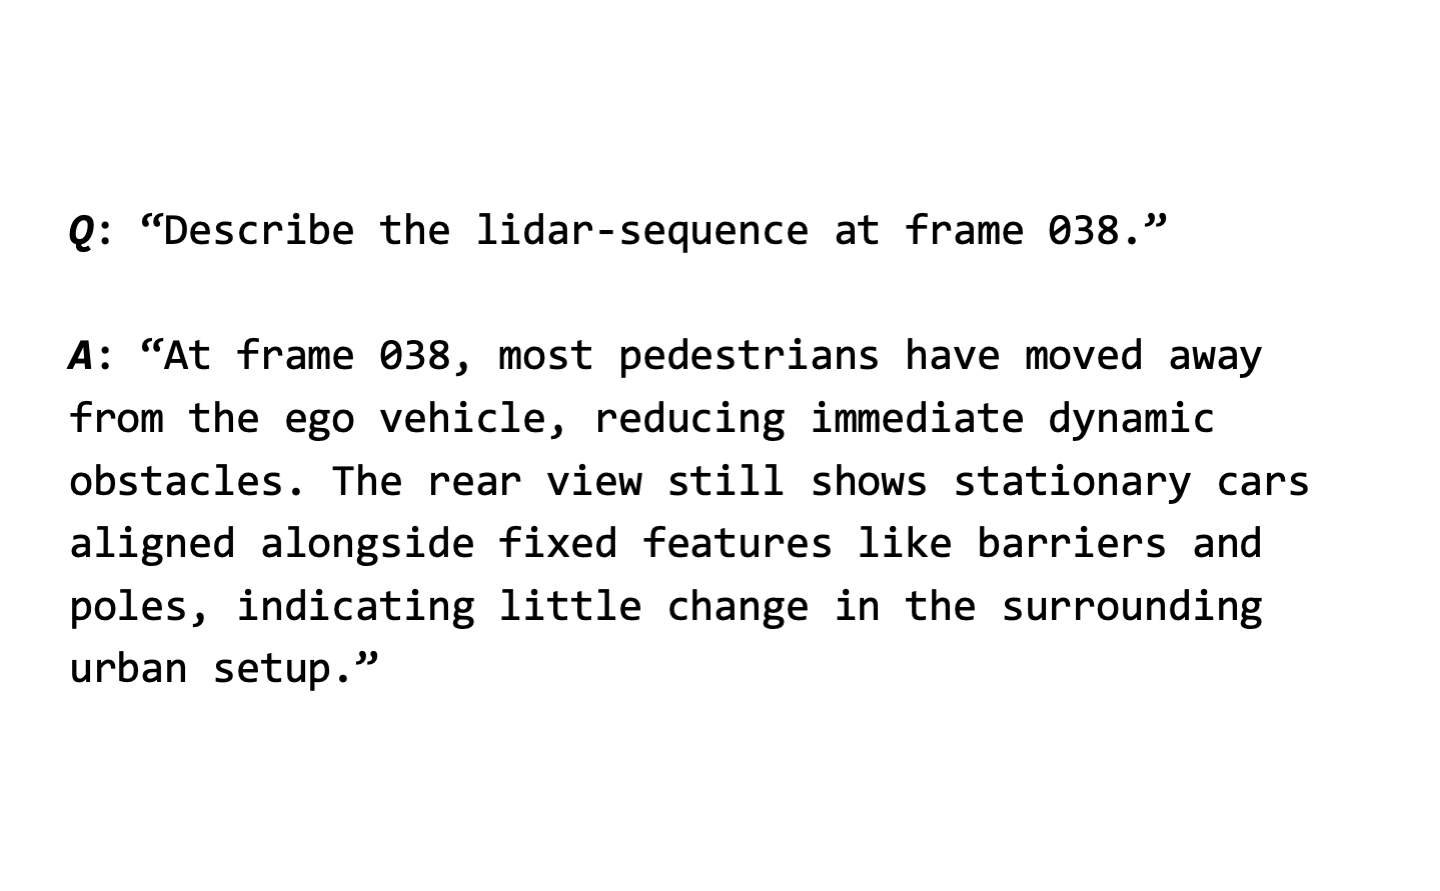 Q: “Describe the lidar-sequence at frame 038.”
A: “At frame 038, most pedestrians have moved away
from the ego vehicle, reducing immediate dynamic
obstacles. The rear view still shows stationary cars
aligned alongside fixed features like barriers and
poles, indicating little change in the surrounding
urban setup.”